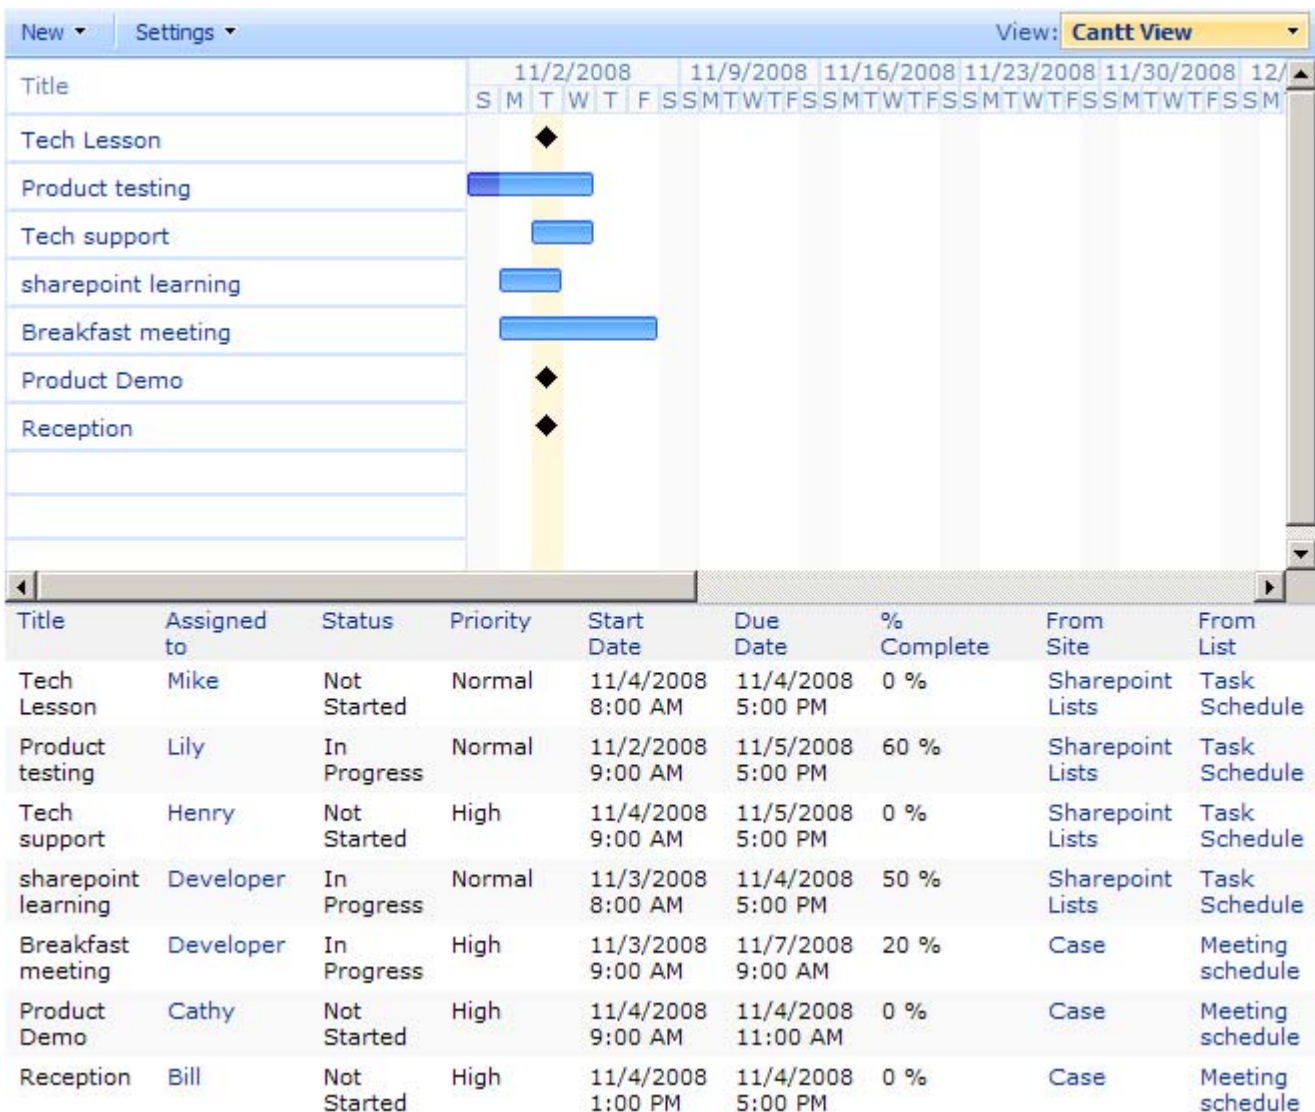 New Settings View: Cantt View
Title 11/2/2008 11/9/2008 11/16/2008 11/23/2008 11/30/2008 12/
S M T W T F S S M T W T F S S M T W T F S S M T W T F S S M T W T F S S M
Tech Lesson
Product testing
Tech support
sharepoint learning
Breakfast meeting
Product Demo
Reception
Title Assigned Status Priority Start Due % From From
to Date Date Complete Site List
Tech Mike Not Normal 11/4/2008 11/4/2008 0 % Sharepoint Task
Lesson Started 8:00 AM 5:00 PM Lists Schedule
Product Lily In Normal 11/2/2008 11/5/2008 60 % Sharepoint Task
testing Progress 9:00 AM 5:00 PM Lists Schedule
Tech Henry Not High 11/4/2008 11/5/2008 0 % Sharepoint Task
support Started 9:00 AM 5:00 PM Lists Schedule
sharepoint Developer In Normal 11/3/2008 11/4/2008 50 % Sharepoint Task
learning Progress 8:00 AM 5:00 PM Lists Schedule
Breakfast Developer In High 11/3/2008 11/7/2008 20 % Case Meeting
meeting Progress 9:00 AM 9:00 AM schedule
Product Cathy Not High 11/4/2008 11/4/2008 0 % Case Meeting
Demo Started 9:00 AM 11:00 AM schedule
Reception Bill Not High 11/4/2008 11/4/2008 0 % Case Meeting
Started 1:00 PM 5:00 PM schedule